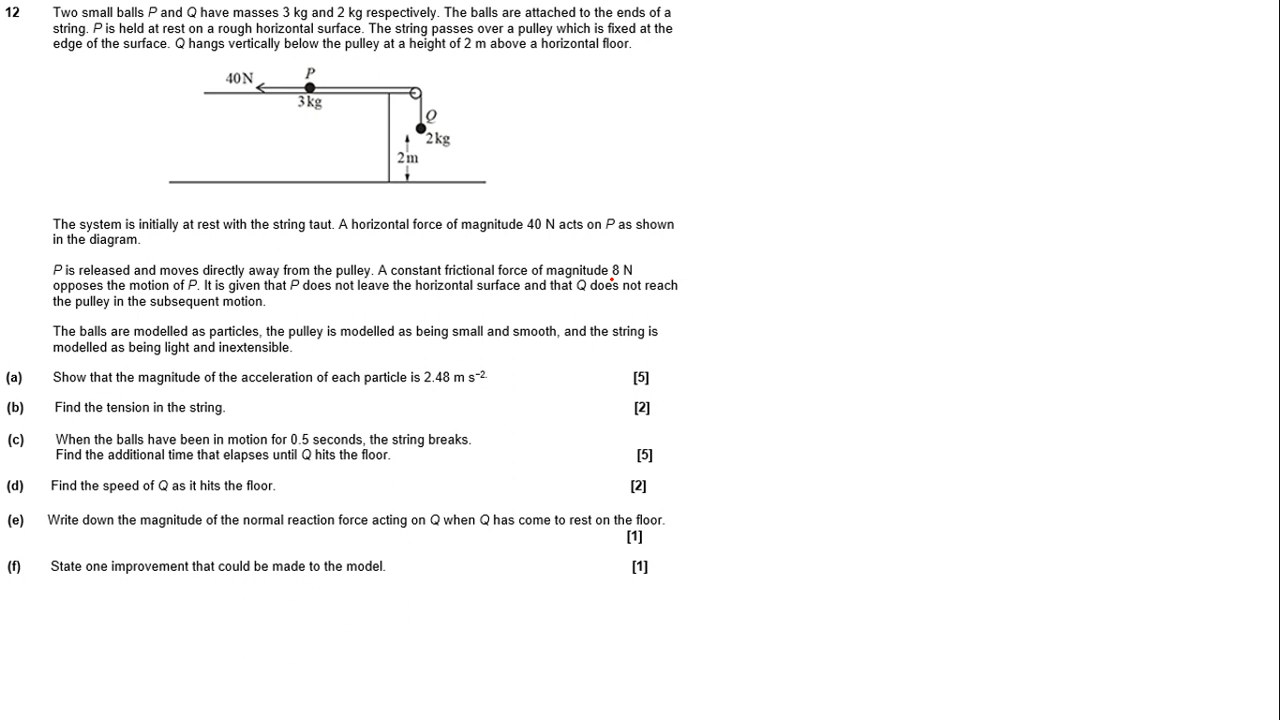 12 Two small balls P and Q have masses 3 kg and 2 kg respectively. The balls are attached to the ends of a
string. P is held at rest on a rough horizontal surface. The string passes over a pulley which is fixed at the
edge of the surface. Q hangs vertically below the pulley at a height of 2 m above a horizontal floor.
40 N P
3 kg
Q
2 kg
2 m
The system is initially at rest with the string taut. A horizontal force of magnitude 40 N acts on P as shown
in the diagram.
P is released and moves directly away from the pulley. A constant frictional force of magnitude 8 N
opposes the motion of P. It is given that P does not leave the horizontal surface and that Q does not reach
the pulley in the subsequent motion.
The balls are modelled as particles, the pulley is modelled as being small and smooth, and the string is
modelled as being light and inextensible.
(a) Show that the magnitude of the acceleration of each particle is 2.48 m s⁻². [5]
(b) Find the tension in the string. [2]
(c) When the balls have been in motion for 0.5 seconds, the string breaks.
Find the additional time that elapses until Q hits the floor. [5]
(d) Find the speed of Q as it hits the floor. [2]
(e) Write down the magnitude of the normal reaction force acting on Q when Q has come to rest on the floor.
[1]
(f) State one improvement that could be made to the model. [1]